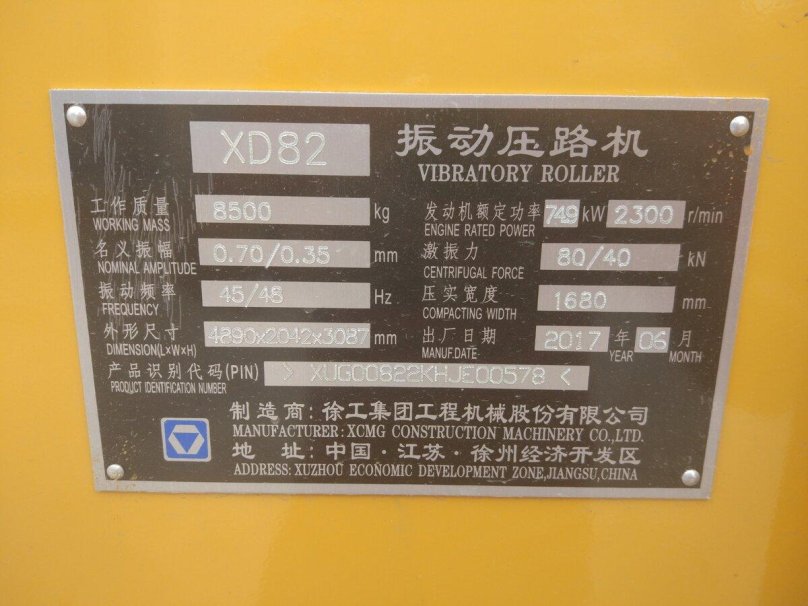 XD82 振动压路机
VIBRATORY ROLLER
工作质量 8500 kg 发动机额定功率 74.9 kW 2300 r/min
WORKING MASS ENGINE RATED POWER
名义振幅 0.70/0.35 mm 激振力 80/40 kN
NOMINAL AMPLITUDE CENTRIFUGAL FORCE
振动频率 45/48 Hz 压实宽度 1680 mm
FREQUENCY COMPACTING WIDTH
外形尺寸 4290x2042x3087 mm 出厂日期 2017 年 06 月
DIMENSION(L×W×H) MANUF.DATE YEAR MONTH
产品识别代码(PIN) > XUG00822KHJE00578 <
PRODUCT IDENTIFICATION NUMBER
制造商: 徐工集团工程机械股份有限公司
MANUFACTURER: XCMG CONSTRUCTION MACHINERY CO.,LTD.
地 址: 中国·江苏·徐州经济开发区
ADDRESS: XUZHOU ECONOMIC DEVELOPMENT ZONE,JIANGSU,CHINA